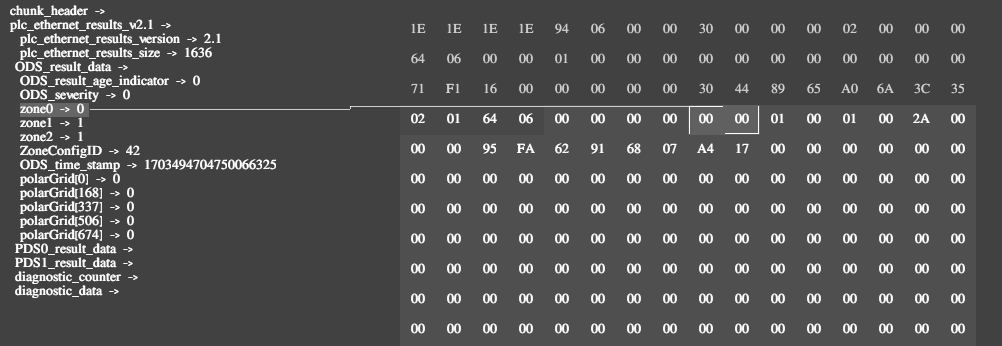 chunk_header ->
plc_ethernet_results_v2.1 ->
plc_ethernet_results_version -> 2.1
plc_ethernet_results_size -> 1636
ODS_result_data ->
ODS_result_age_indicator -> 0
ODS_severity -> 0
zone0 -> 0
zone1 -> 1
zone2 -> 1
ZoneConfigID -> 42
ODS_time_stamp -> 1703494704750066325
polarGrid[0] -> 0
polarGrid[168] -> 0
polarGrid[337] -> 0
polarGrid[506] -> 0
polarGrid[674] -> 0
PDS0_result_data ->
PDS1_result_data ->
diagnostic_counter ->
diagnostic_data ->
1E 1E 1E 1E 94 06 00 00 30 00 00 00 02 00 00 00
64 06 00 00 01 00 00 00 00 00 00 00 00 00 00 00
71 F1 16 00 00 00 00 00 30 44 89 65 A0 6A 3C 35
02 01 64 06 00 00 00 00 00 00 01 00 01 00 2A 00
00 00 95 FA 62 91 68 07 A4 17 00 00 00 00 00 00
00 00 00 00 00 00 00 00 00 00 00 00 00 00 00 00
00 00 00 00 00 00 00 00 00 00 00 00 00 00 00 00
00 00 00 00 00 00 00 00 00 00 00 00 00 00 00 00
00 00 00 00 00 00 00 00 00 00 00 00 00 00 00 00
00 00 00 00 00 00 00 00 00 00 00 00 00 00 00 00
00 00 00 00 00 00 00 00 00 00 00 00 00 00 00 00